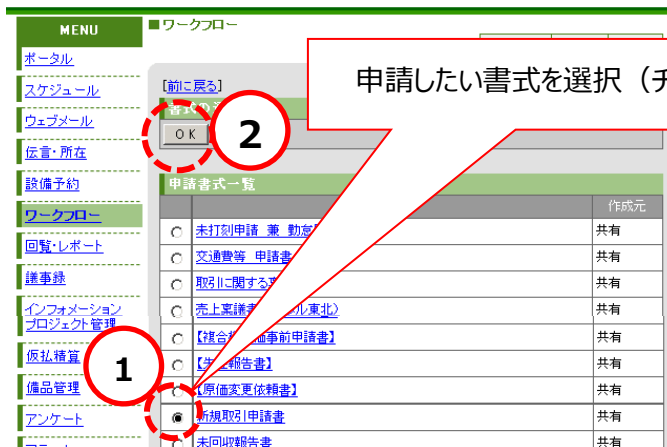 MENU
■ワークフロー
ポータル
スケジュール
ウェブメール
伝言・所在
設備予約
ワークフロー
回覧・レポート
議事録
インフォメーション
プロジェクト管理
仮払精算
備品管理
アンケート
[前に戻る]
申請したい書式を選択（チ
書式の
OK
2
申請書式一覧
作成元
未打刻申請 兼 勤怠
共有
交通費等 申請書
共有
取引に関する
共有
売上稟議
ル東北）
共有
【複合
事前申請書】
共有
報告書】
共有
【原価変更依頼書】
共有
1
新規取引申請書
共有
未回収報告書
共有